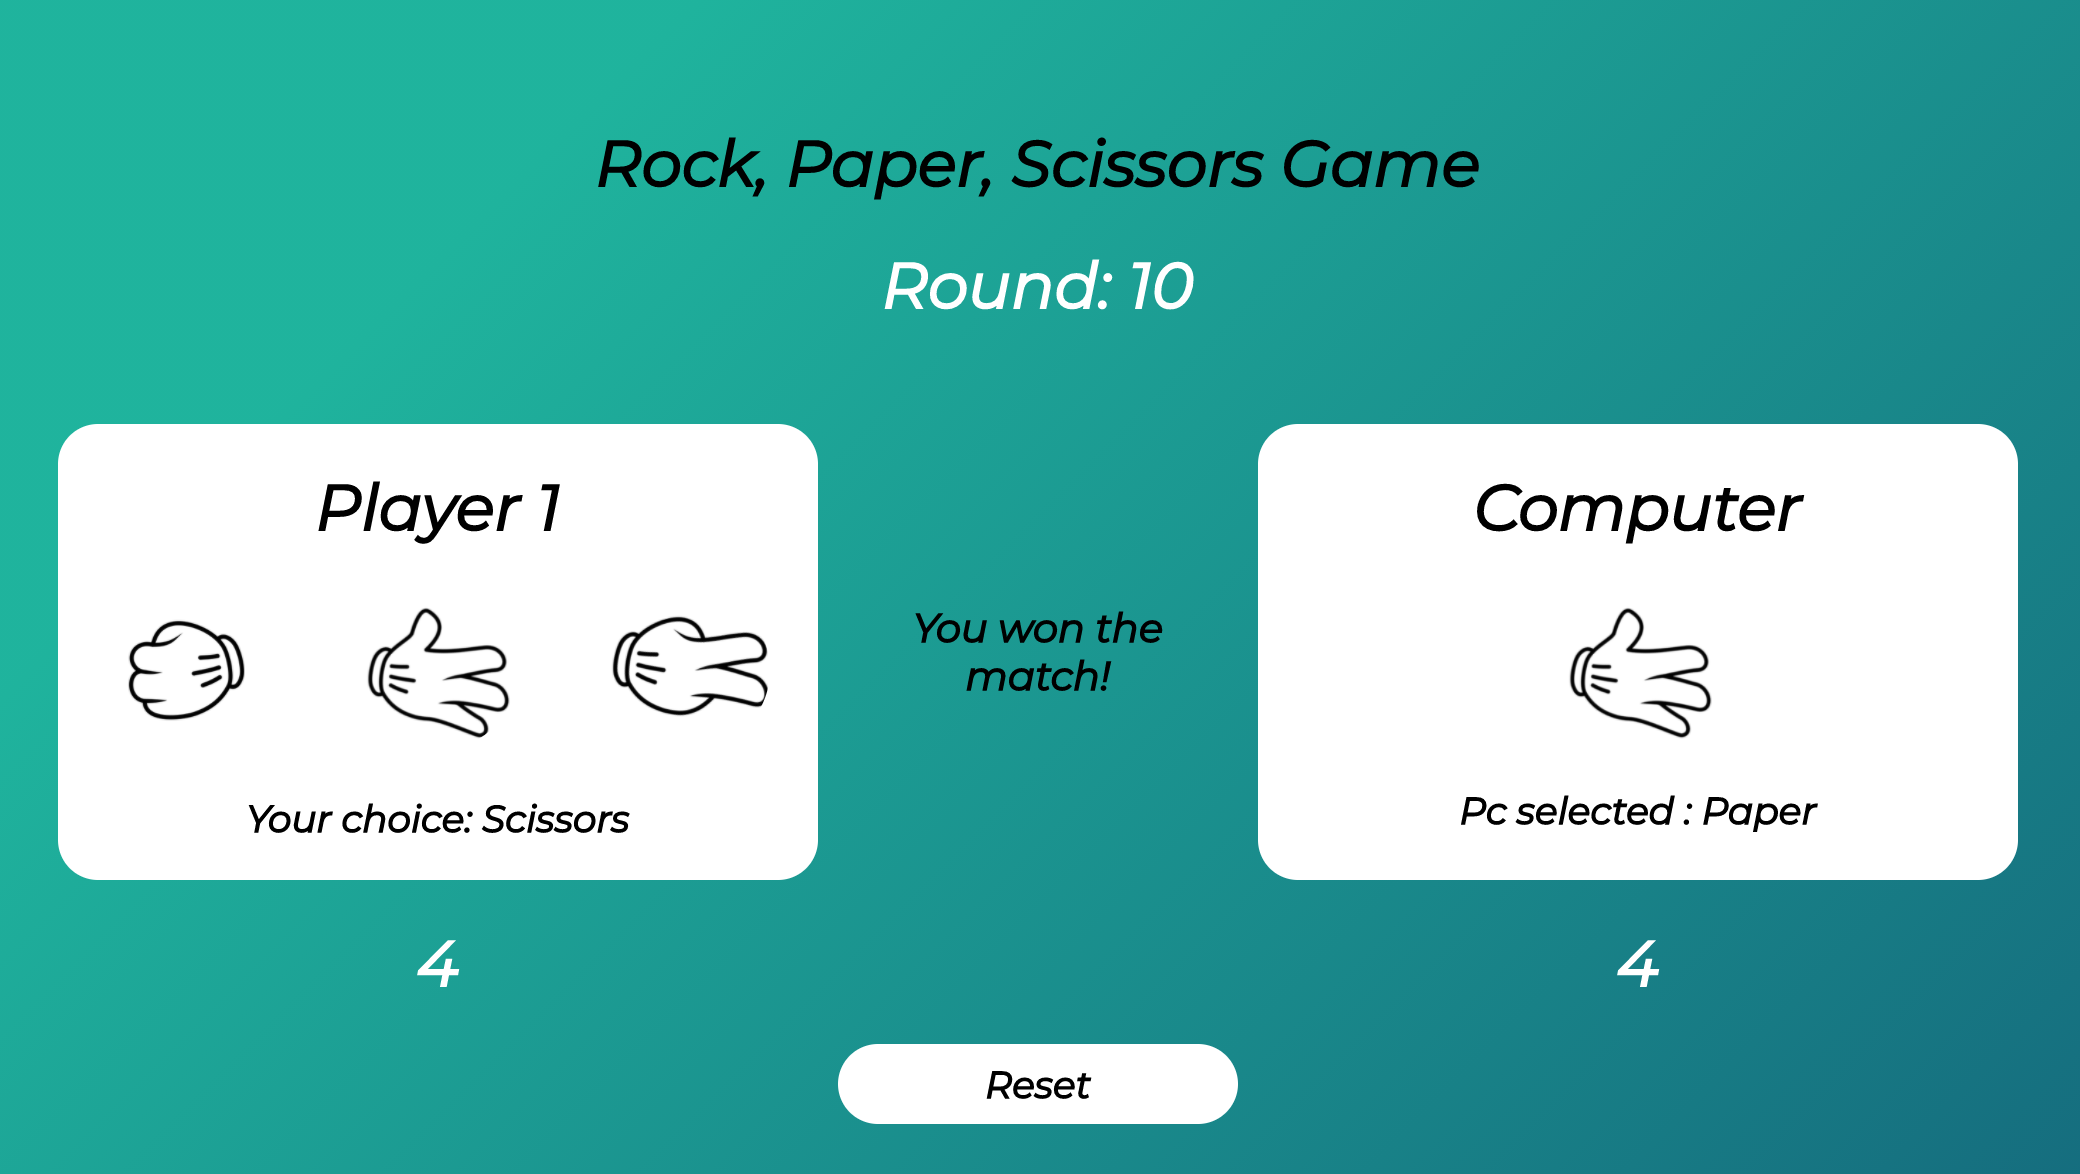 Rock, Paper, Scissors Game
Round: 10
Player 1
Your choice: Scissors
4
You won the
match!
Computer
Pc selected : Paper
4
Reset